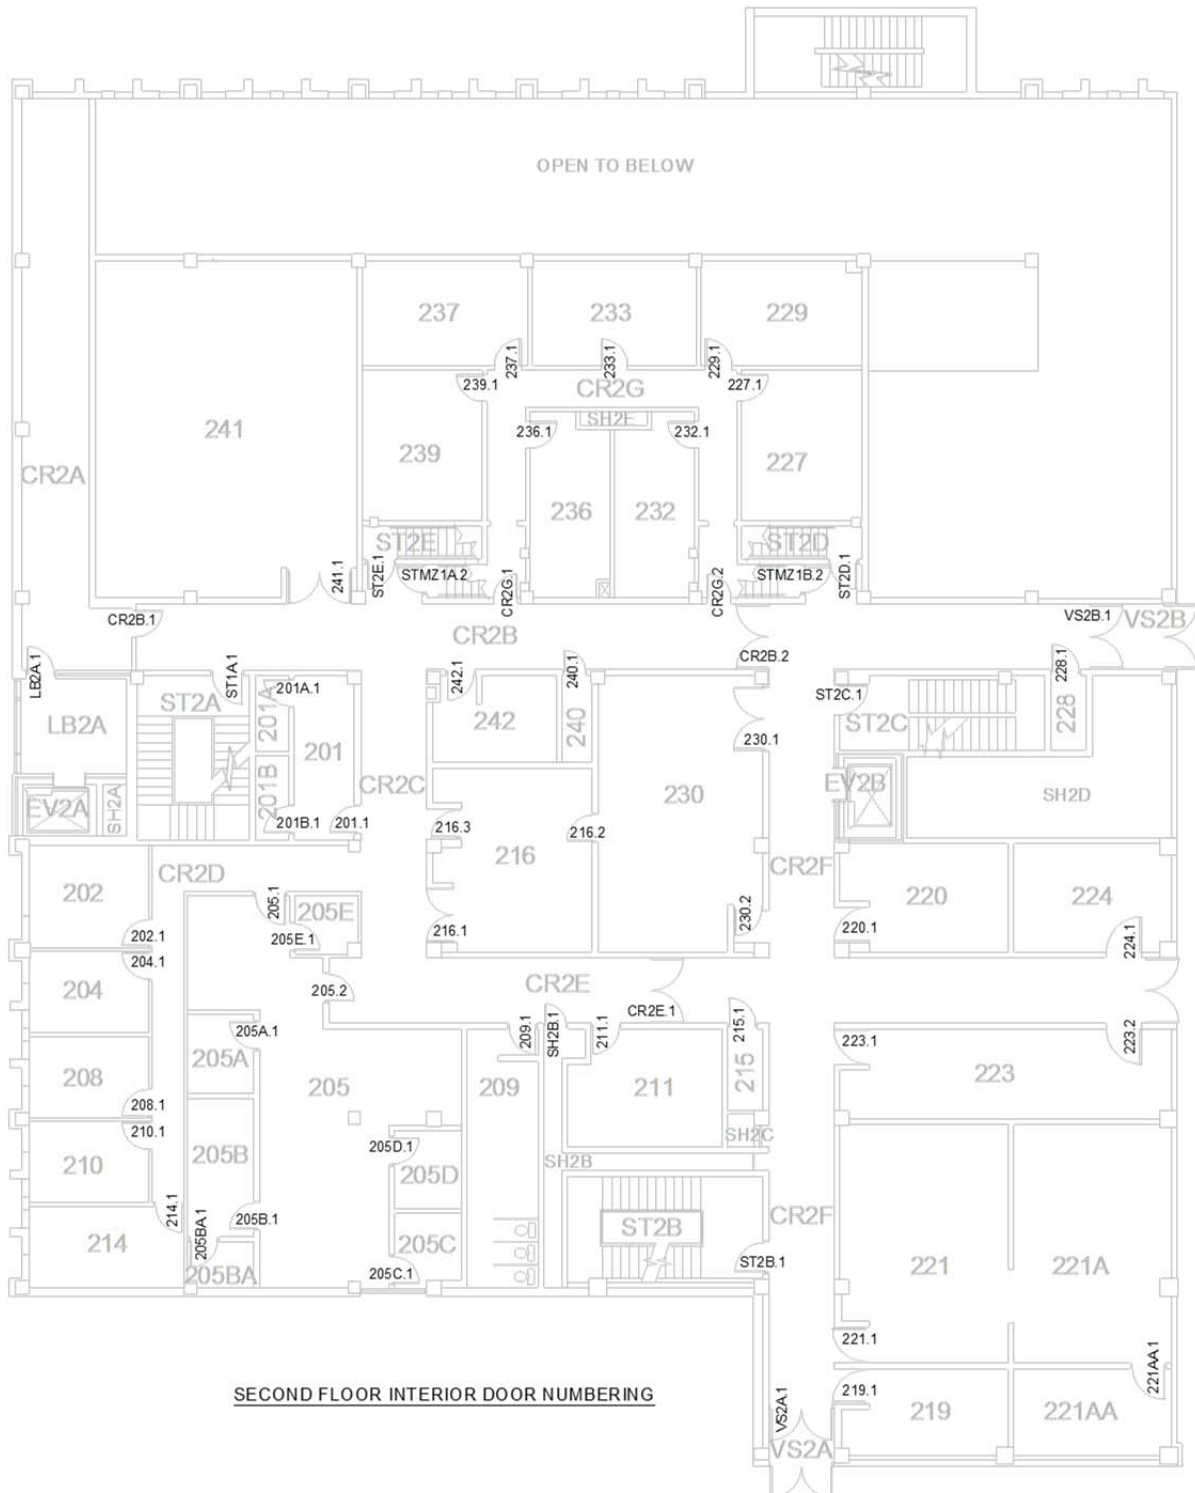 OPEN TO BELOW
237
233
229
237.1
233.1
229.1
239.1
CR2G
227.1
SH2E
241
236.1
232.1
CR2A
239
227
236
232
ST2E
ST2D
241.1
ST2E.1
STMZ1A.2
CR2G.1
CR2G.2
STMZ1B.2
ST2D.1
CR2B.1
CR2B
VS2B.1
VS2B
LB2A.1
ST1A.1
242.1
240.1
CR2B.2
228.1
201A.1
ST2A
201A
ST2C.1
LB2A
242
240
ST2C
228
201
230.1
CR2C
201B
EV2A
SH2A
230
EV2B
SH2D
201B.1
201.1
216.3
216.2
216
CR2D
CR2F
202
220
224
205.1
205E
202.1
205E.1
216.1
230.2
220.1
224.1
204.1
204
205.2
CR2E
CR2E.1
205A.1
209.1
SH2B.1
211.1
215.1
223.1
223.2
205A
208
205
209
211
215
223
208.1
210.1
205D.1
SH2C
205B
210
205D
SH2B
214.1
205B.1
205BA.1
CR2F
ST2B
214
205C
205BA
205C.1
ST2B.1
221
221A
221.1
SECOND FLOOR INTERIOR DOOR NUMBERING
VS2A.1
219.1
221AA.1
219
221AA
VS2A